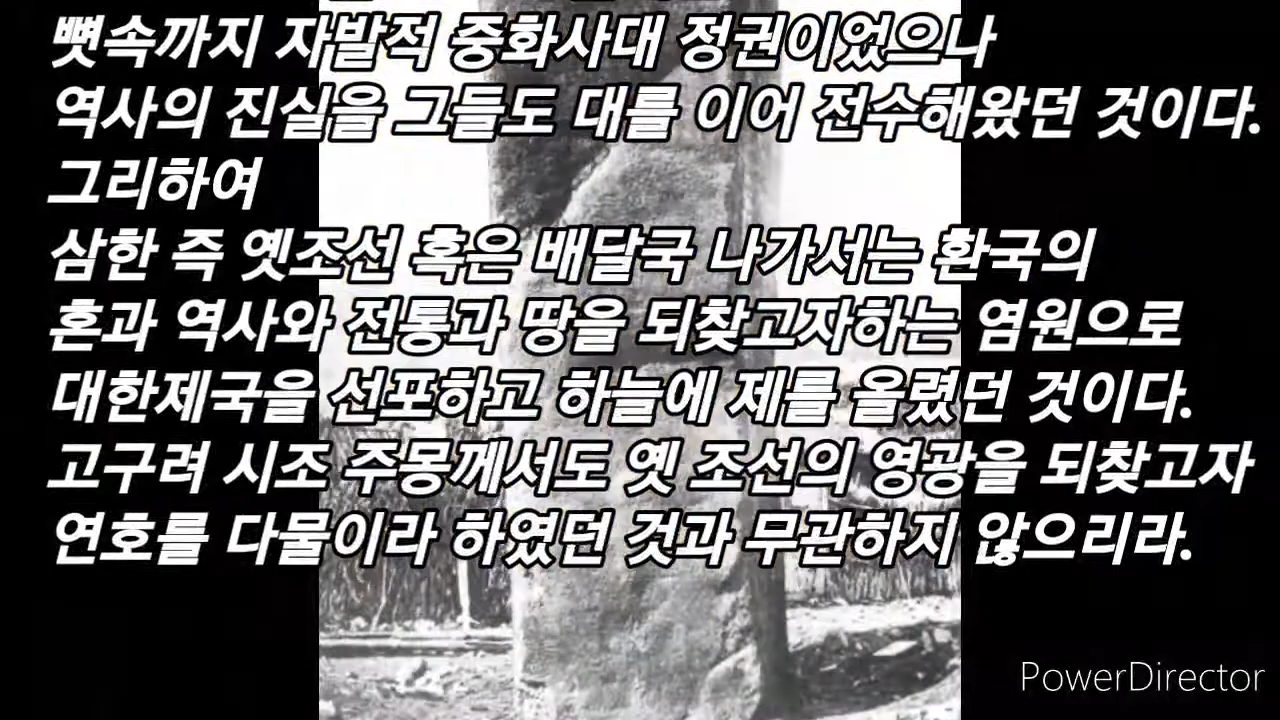 뼛속까지 자발적 중화사대 정권이었으나
역사의 진실을 그들도 대를 이어 전수해왔던 것이다.
그리하여
삼한 즉 옛조선 혹은 배달국 나가서는 환국의
혼과 역사와 전통과 땅을 되찾고자하는 염원으로
대한제국을 선포하고 하늘에 제를 올렸던 것이다.
고구려 시조 주몽께서도 옛 조선의 영광을 되찾고자
연호를 다물이라 하였던 것과 무관하지 않으리라.
PowerDirector